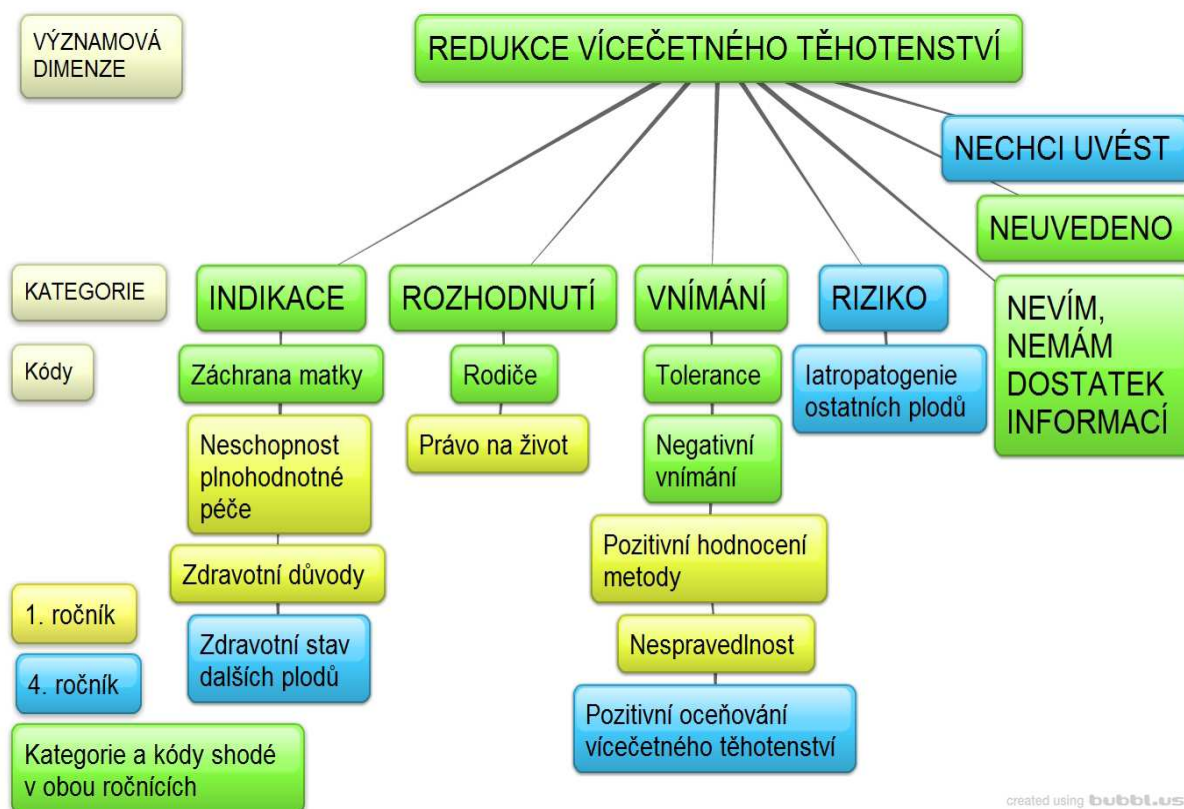 VÝZNAMOVÁ
DIMENZE
REDUKCE VÍCEČETNÉHO TĚHOTENSTVÍ
NECHCI UVÉST
NEUVEDENO
NEVÍM,
NEMÁM
DOSTATEK
INFORMACÍ
KATEGORIE
INDIKACE
ROZHODNUTÍ
VNÍMÁNÍ
RIZIKO
Kódy
Záchrana matky
Neschopnost
plnohodnotné
péče
Zdravotní důvody
Zdravotní stav
dalších plodů
Rodiče
Právo na život
Tolerance
Negativní
vnímání
Pozitivní hodnocení
metody
Nespravedlnost
Pozitivní oceňování
vícečetného těhotenství
Iatropatogenie
ostatních plodů
1. ročník
4. ročník
Kategorie a kódy shodé
v obou ročnících
created using bubbl.us